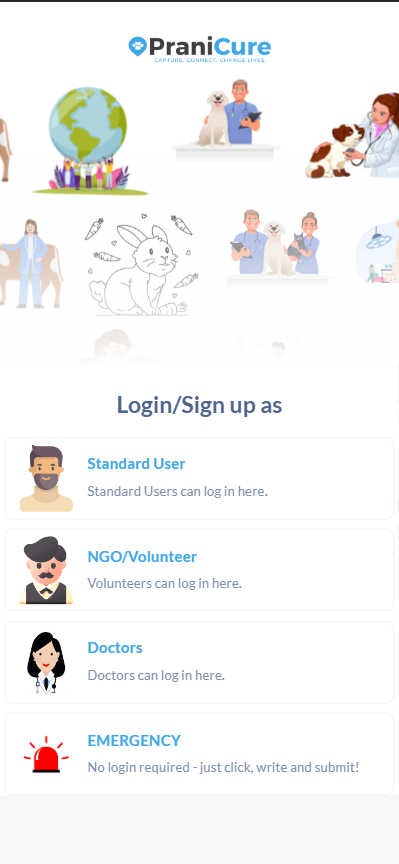 PraniCure
CAPTURE. CONNECT. CHANGE LIVES.
Login/Sign up as
Standard User
Standard Users can log in here.
NGO/Volunteer
Volunteers can log in here.
Doctors
Doctors can log in here.
EMERGENCY
No login required - just click, write and submit!